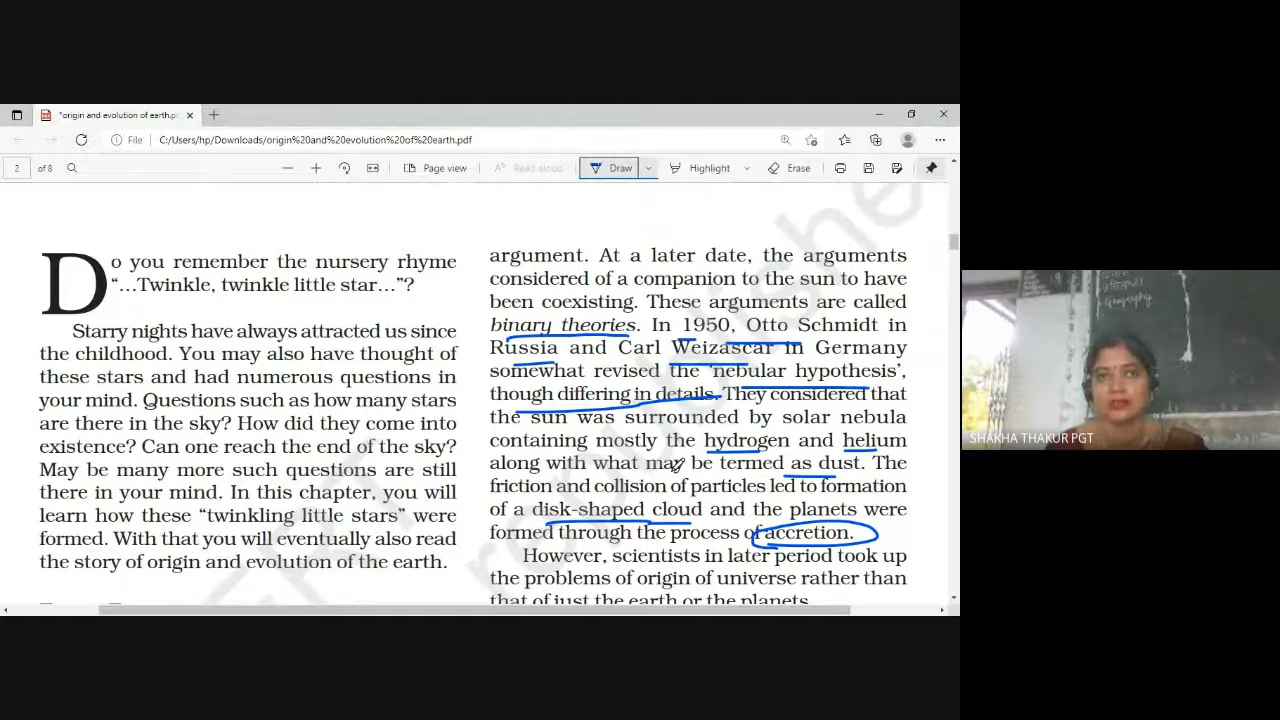 *origin and evolution of earth.pd
File
C:/Users/hp/Downloads/origin%20and%20evolution%20of%20earth.pdf
2
of 8
Page view
Read aloud
Draw
Highlight
Erase
Do you remember the nursery rhyme
“...Twinkle, twinkle little star...”?
Starry nights have always attracted us since
the childhood. You may also have thought of
these stars and had numerous questions in
your mind. Questions such as how many stars
are there in the sky? How did they come into
existence? Can one reach the end of the sky?
May be many more such questions are still
there in your mind. In this chapter, you will
learn how these “twinkling little stars” were
formed. With that you will eventually also read
the story of origin and evolution of the earth.
argument. At a later date, the arguments
considered of a companion to the sun to have
been coexisting. These arguments are called
binary theories. In 1950, Otto Schmidt in
Russia and Carl Weizascar in Germany
somewhat revised the ‘nebular hypothesis’,
though differing in details. They considered that
the sun was surrounded by solar nebula
containing mostly the hydrogen and helium
along with what may be termed as dust. The
friction and collision of particles led to formation
of a disk-shaped cloud and the planets were
formed through the process of accretion.
However, scientists in later period took up
the problems of origin of universe rather than
that of just the earth or the planets.
republishe
SHAKHA THAKUR PGT
Geography